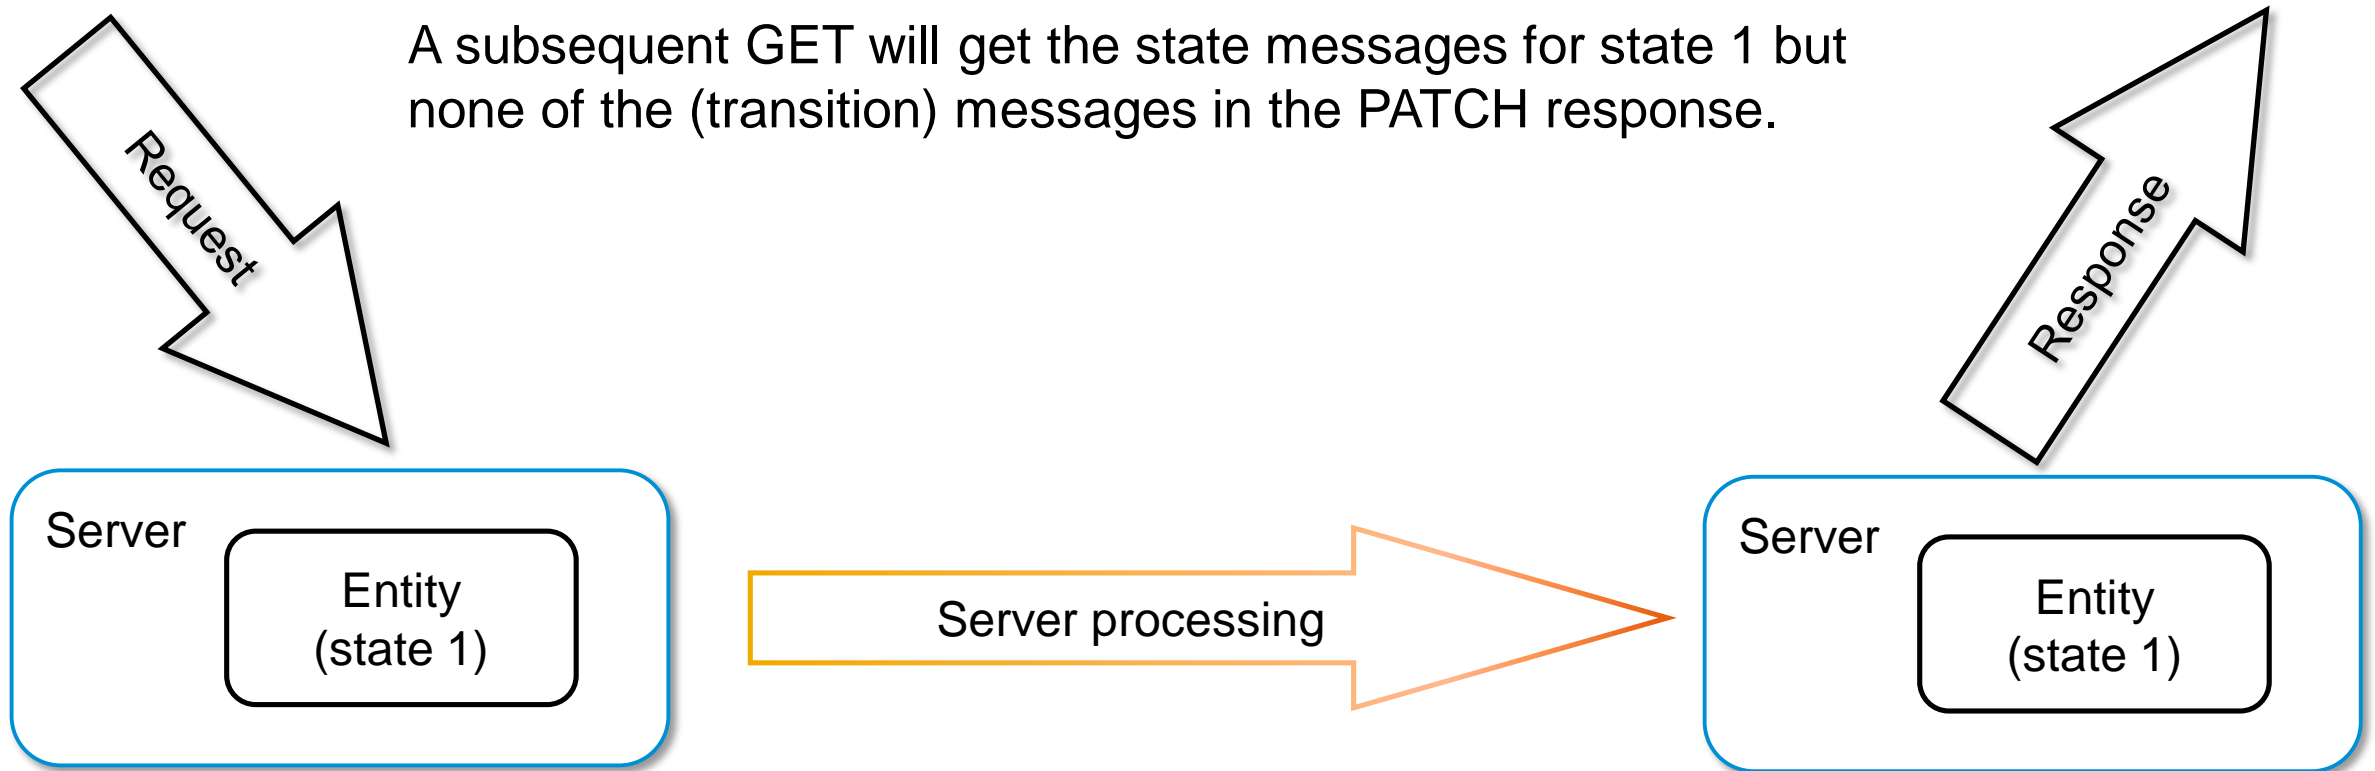 A subsequent GET will get the state messages for state 1 but
none of the (transition) messages in the PATCH response.
Request
Response
Server
Entity
(state 1)
Server processing
Server
Entity
(state 1)